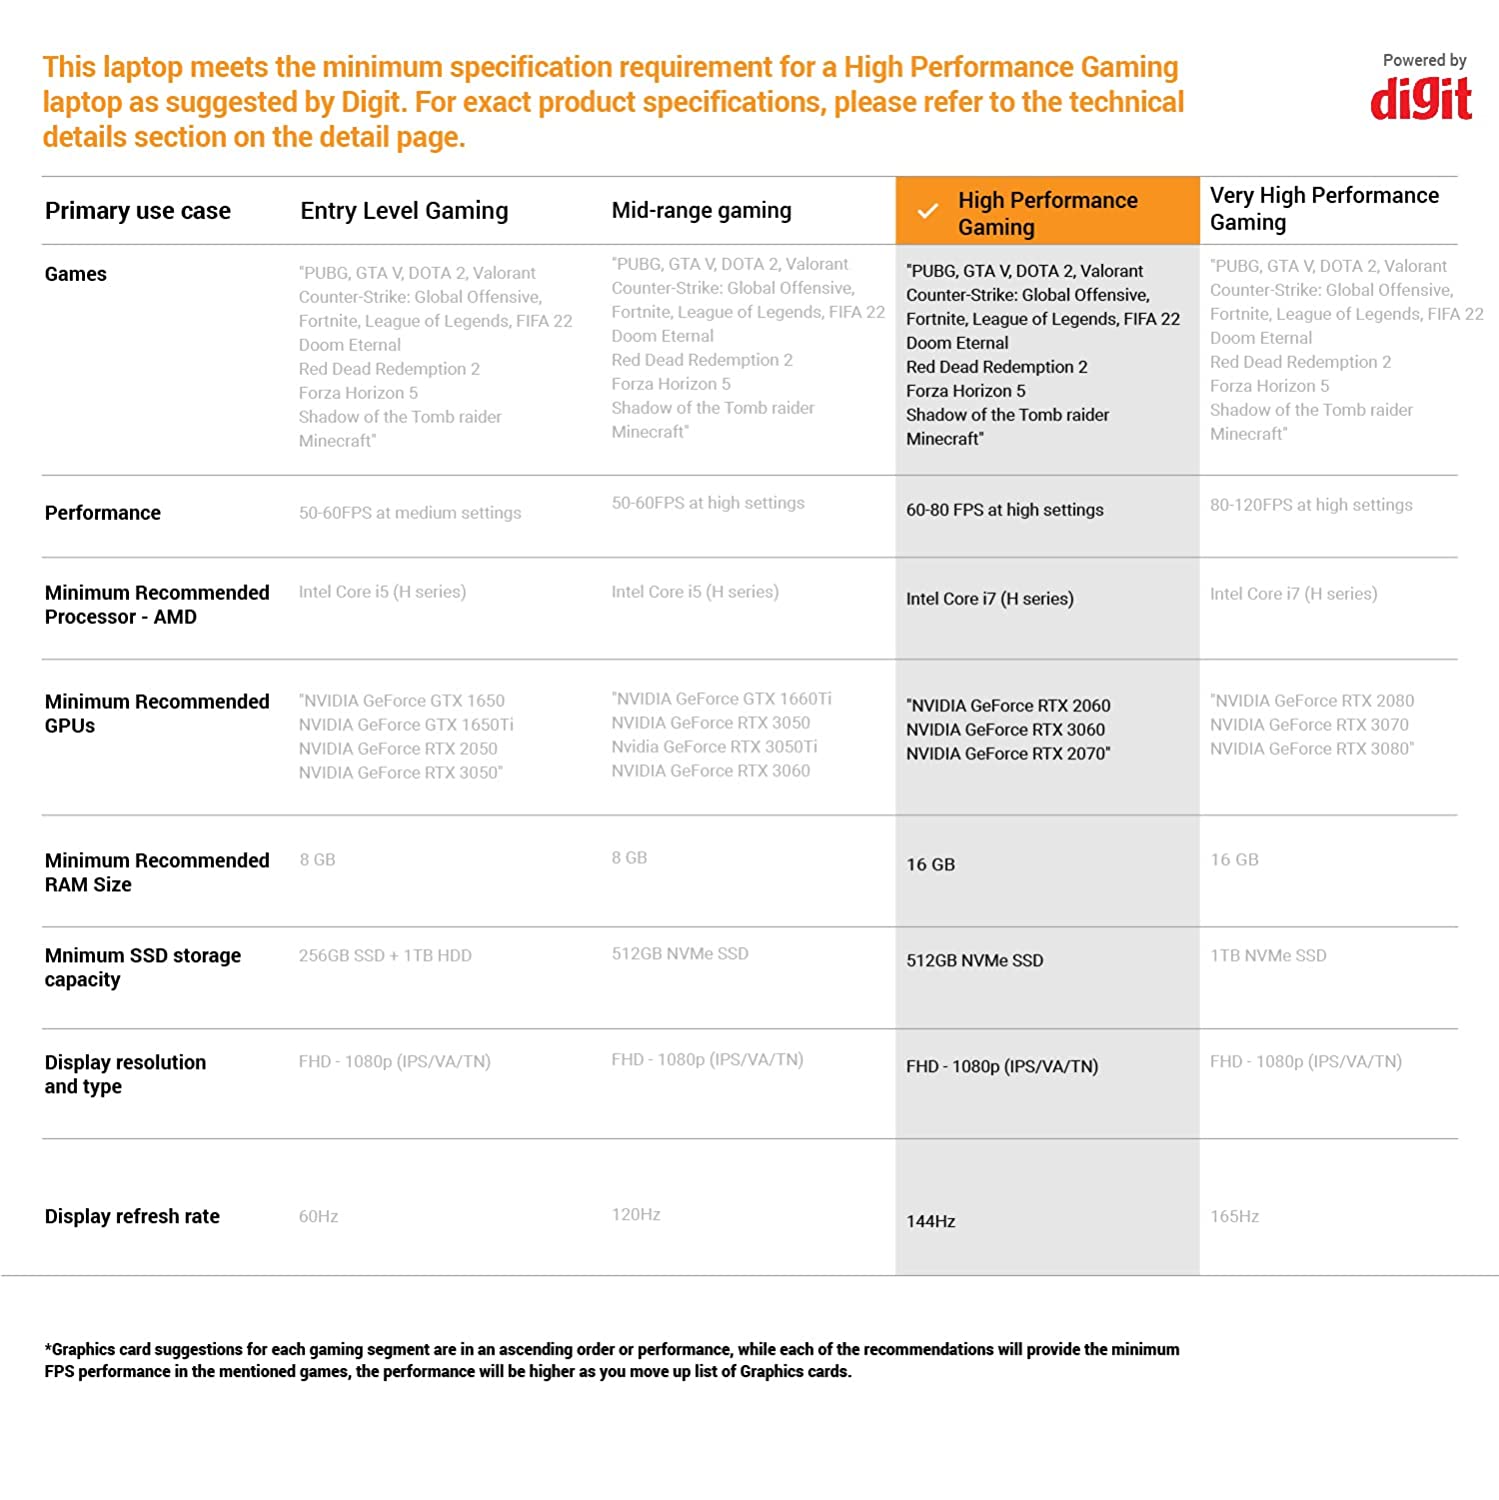 This laptop meets the minimum specification requirement for a High Performance Gaming
laptop as suggested by Digit. For exact product specifications, please refer to the technical
details section on the detail page.
Powered by
digit
Primary use case
Entry Level Gaming
Mid-range gaming
High Performance
Gaming
Very High Performance
Gaming
Games
"PUBG, GTA V, DOTA 2, Valorant
Counter-Strike: Global Offensive,
Fortnite, League of Legends, FIFA 22
Doom Eternal
Red Dead Redemption 2
Forza Horizon 5
Shadow of the Tomb raider
Minecraft"
"PUBG, GTA V, DOTA 2, Valorant
Counter-Strike: Global Offensive,
Fortnite, League of Legends, FIFA 22
Doom Eternal
Red Dead Redemption 2
Forza Horizon 5
Shadow of the Tomb raider
Minecraft"
"PUBG, GTA V, DOTA 2, Valorant
Counter-Strike: Global Offensive,
Fortnite, League of Legends, FIFA 22
Doom Eternal
Red Dead Redemption 2
Forza Horizon 5
Shadow of the Tomb raider
Minecraft"
"PUBG, GTA V, DOTA 2, Valorant
Counter-Strike: Global Offensive,
Fortnite, League of Legends, FIFA 22
Doom Eternal
Red Dead Redemption 2
Forza Horizon 5
Shadow of the Tomb raider
Minecraft"
Performance
50-60FPS at medium settings
50-60FPS at high settings
60-80 FPS at high settings
80-120FPS at high settings
Minimum Recommended
Processor - AMD
Intel Core i5 (H series)
Intel Core i5 (H series)
Intel Core i7 (H series)
Intel Core i7 (H series)
Minimum Recommended
GPUs
"NVIDIA GeForce GTX 1650
NVIDIA GeForce GTX 1650Ti
NVIDIA GeForce RTX 2050
NVIDIA GeForce RTX 3050"
"NVIDIA GeForce GTX 1660Ti
NVIDIA GeForce RTX 3050
Nvidia GeForce RTX 3050Ti
NVIDIA GeForce RTX 3060
"NVIDIA GeForce RTX 2060
NVIDIA GeForce RTX 3060
NVIDIA GeForce RTX 2070"
"NVIDIA GeForce RTX 2080
NVIDIA GeForce RTX 3070
NVIDIA GeForce RTX 3080"
Minimum Recommended
RAM Size
8 GB
8 GB
16 GB
16 GB
Mnimum SSD storage
capacity
256GB SSD + 1TB HDD
512GB NVMe SSD
512GB NVMe SSD
1TB NVMe SSD
Display resolution
and type
FHD - 1080p (IPS/VA/TN)
FHD - 1080p (IPS/VA/TN)
FHD - 1080p (IPS/VA/TN)
FHD - 1080p (IPS/VA/TN)
Display refresh rate
60Hz
120Hz
144Hz
165Hz
*Graphics card suggestions for each gaming segment are in an ascending order or performance, while each of the recommendations will provide the minimum
FPS performance in the mentioned games, the performance will be higher as you move up list of Graphics cards.